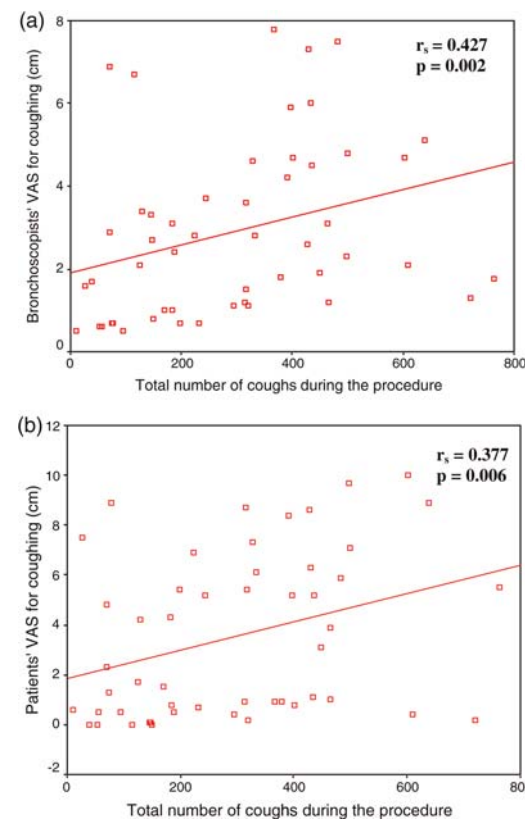 (a)
8
6
4
2
0
Bronchoscopists' VAS for coughing (cm)
r_s = 0.427
p = 0.002
0 200 400 600 800
Total number of coughs during the procedure
(b)
12
10
8
6
4
2
0
-2
Patients' VAS for coughing (cm)
r_s = 0.377
p = 0.006
0 200 400 600 80
Total number of coughs during the procedure